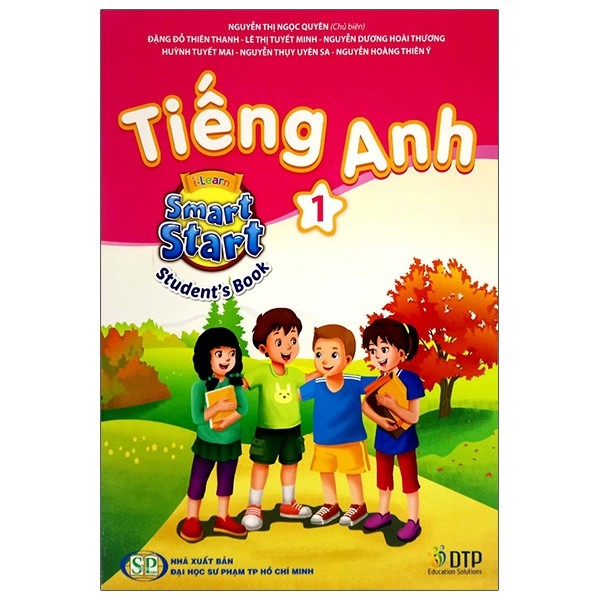 NGUYỄN THỊ NGỌC QUYÊN (Chủ biên)
ĐẶNG ĐỖ THIÊN THANH - LÊ THỊ TUYẾT MINH - NGUYỄN DƯƠNG HOÀI THƯƠNG
HUỲNH TUYẾT MAI - NGUYỄN THỤY UYÊN SA - NGUYỄN HOÀNG THIÊN Ý
Tiếng Anh
1
i-Learn
Smart
Start
Student's Book
SP
NHÀ XUẤT BẢN
ĐẠI HỌC SƯ PHẠM TP HỒ CHÍ MINH
DTP
Education Solutions